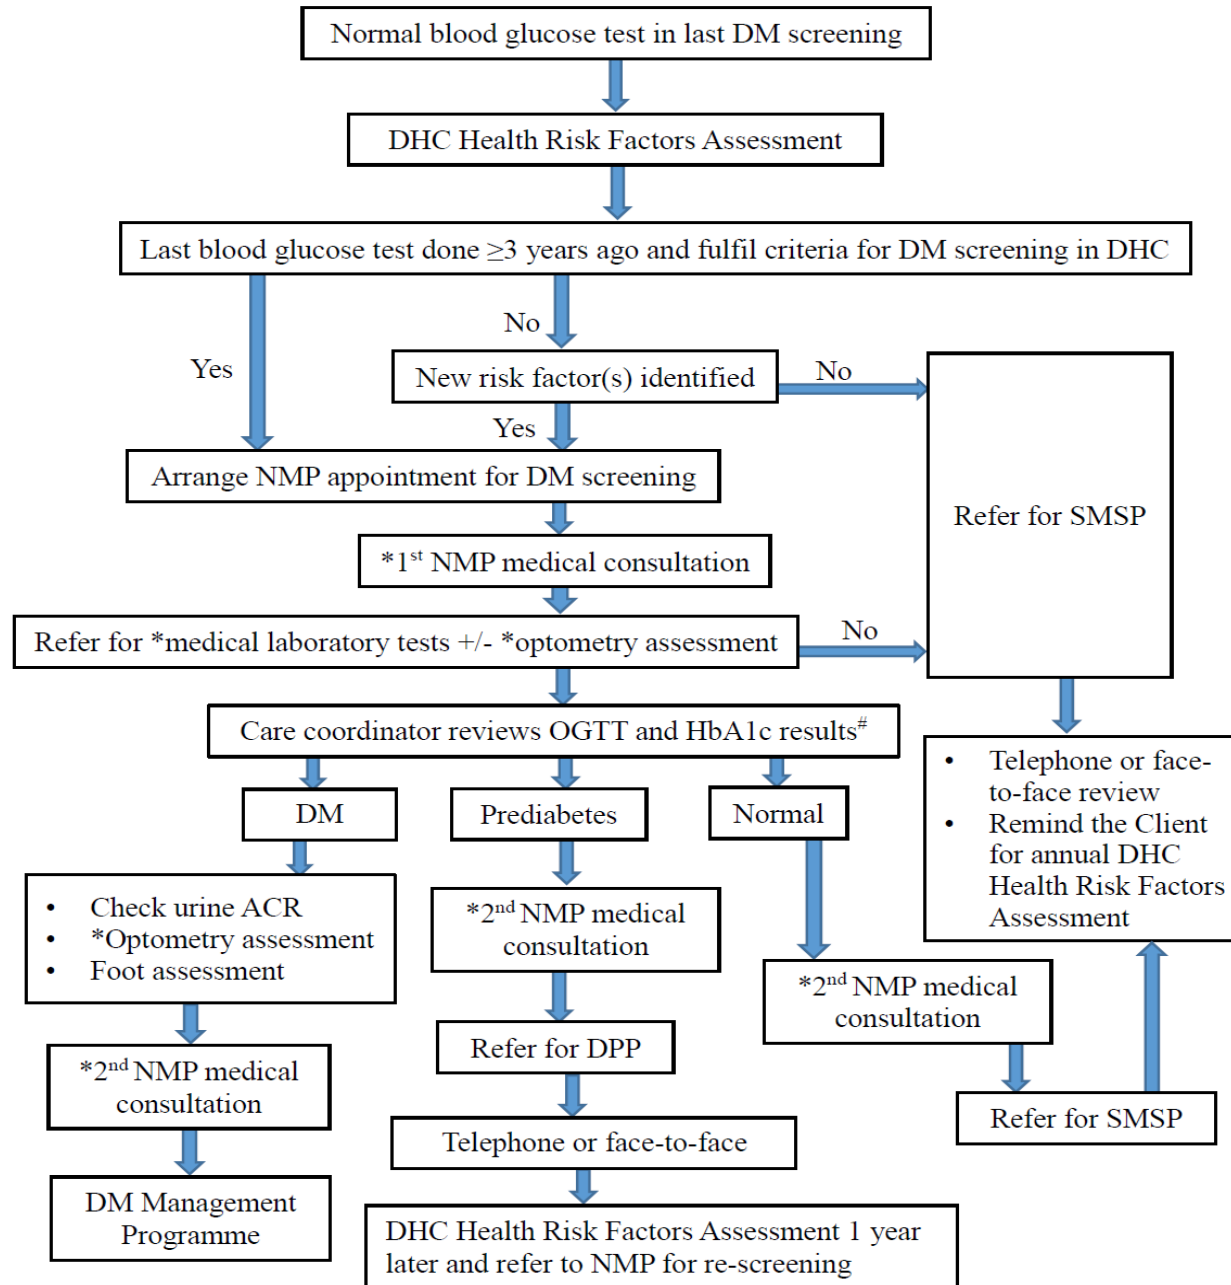 Normal blood glucose test in last DM screening
DHC Health Risk Factors Assessment
Last blood glucose test done ≥3 years ago and fulfil criteria for DM screening in DHC
No
Yes
New risk factor(s) identified
No
Yes
Arrange NMP appointment for DM screening
Refer for SMSP
*1st NMP medical consultation
Refer for *medical laboratory tests +/- *optometry assessment
No
Care coordinator reviews OGTT and HbA1c results#
DM
Prediabetes
Normal
• Telephone or face-
to-face review
• Remind the Client
for annual DHC
Health Risk Factors
Assessment
• Check urine ACR
• *Optometry assessment
• Foot assessment
*2nd NMP medical
consultation
*2nd NMP medical
consultation
Refer for DPP
*2nd NMP medical
consultation
Refer for SMSP
Telephone or face-to-face
DM Management
Programme
DHC Health Risk Factors Assessment 1 year
later and refer to NMP for re-screening